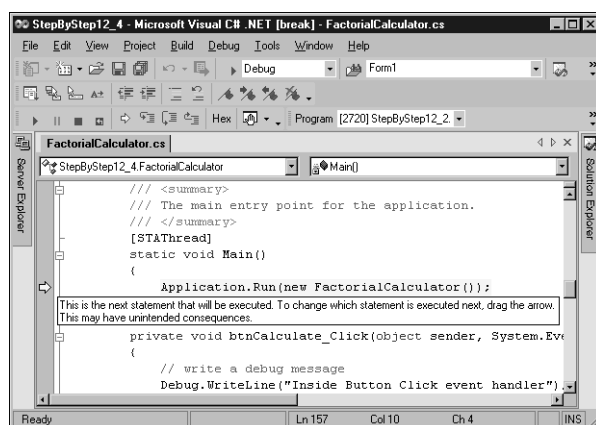 StepByStep12_4 - Microsoft Visual C# .NET [break] - FactorialCalculator.cs
File Edit View Project Build Debug Tools Window Help
Debug Form1
Hex Program [2720] StepByStep12_2.
FactorialCalculator.cs
Server Explorer
Solution Explorer
StepByStep12_4.FactorialCalculator Main()
/// <summary>
/// The main entry point for the application.
/// </summary>
[STAThread]
static void Main()
{
Application.Run(new FactorialCalculator());
This is the next statement that will be executed. To change which statement is executed next, drag the arrow.
This may have unintended consequences.
private void btnCalculate_Click(object sender, System.Eve
{
// write a debug message
Debug.WriteLine("Inside Button Click event handler")
Ready Ln 157 Col 10 Ch 4 INS